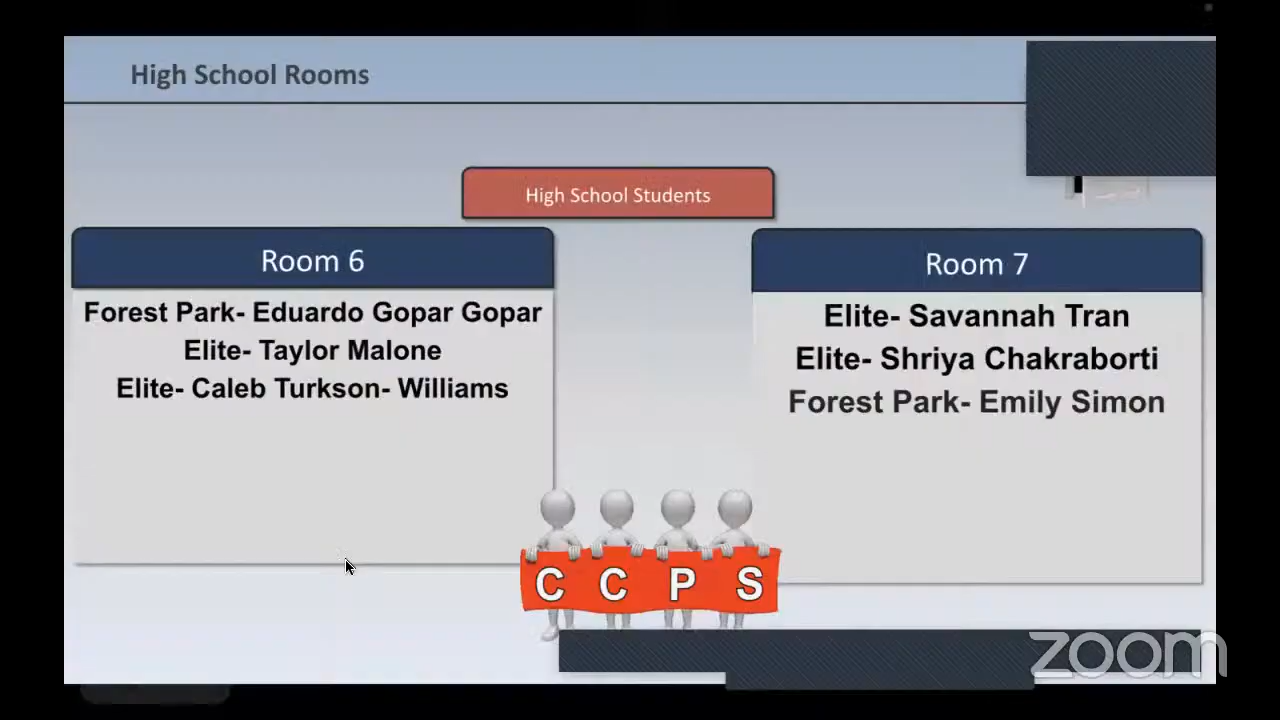 High School Rooms
High School Students
Room 6
Forest Park- Eduardo Gopar Gopar
Elite- Taylor Malone
Elite- Caleb Turkson- Williams
Room 7
Elite- Savannah Tran
Elite- Shriya Chakraborti
Forest Park- Emily Simon
C C P S
zoom